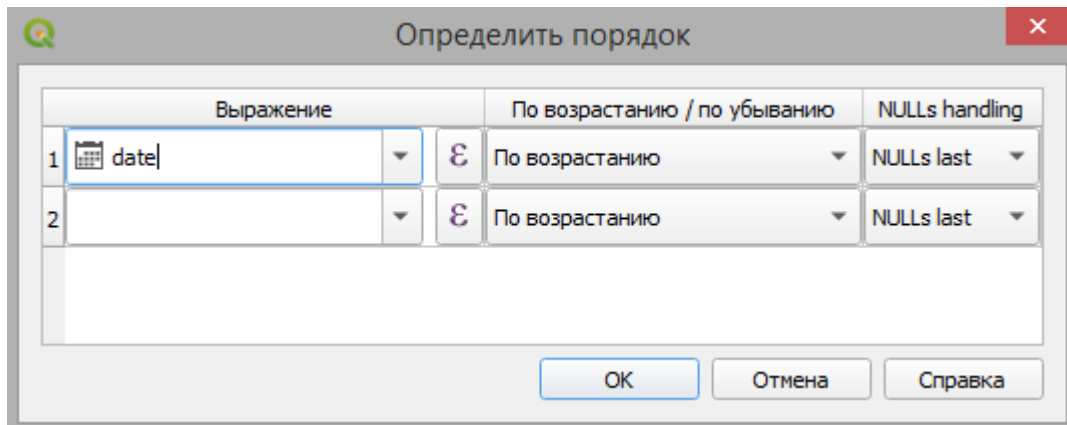 Определить порядок
Выражение По возрастанию / по убыванию NULLs handling
1 date ε По возрастанию NULLs last
2 ε По возрастанию NULLs last
OK Отмена Справка